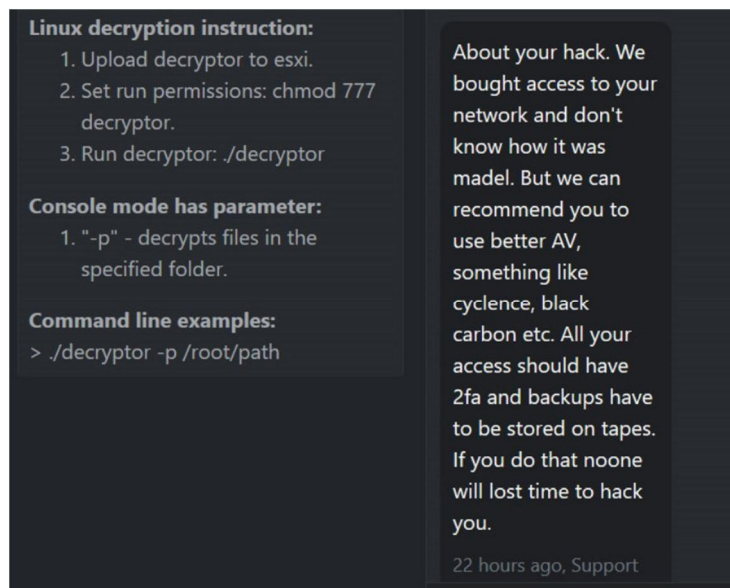 Linux decryption instruction:
1. Upload decryptor to esxi.
2. Set run permissions: chmod 777
decryptor.
3. Run decryptor: ./decryptor
Console mode has parameter:
1. "-p" - decrypts files in the
specified folder.
Command line examples:
> ./decryptor -p /root/path
About your hack. We
bought access to your
network and don't
know how it was
madel. But we can
recommend you to
use better AV,
something like
cyclence, black
carbon etc. All your
access should have
2fa and backups have
to be stored on tapes.
If you do that noone
will lost time to hack
you.
22 hours ago, Support